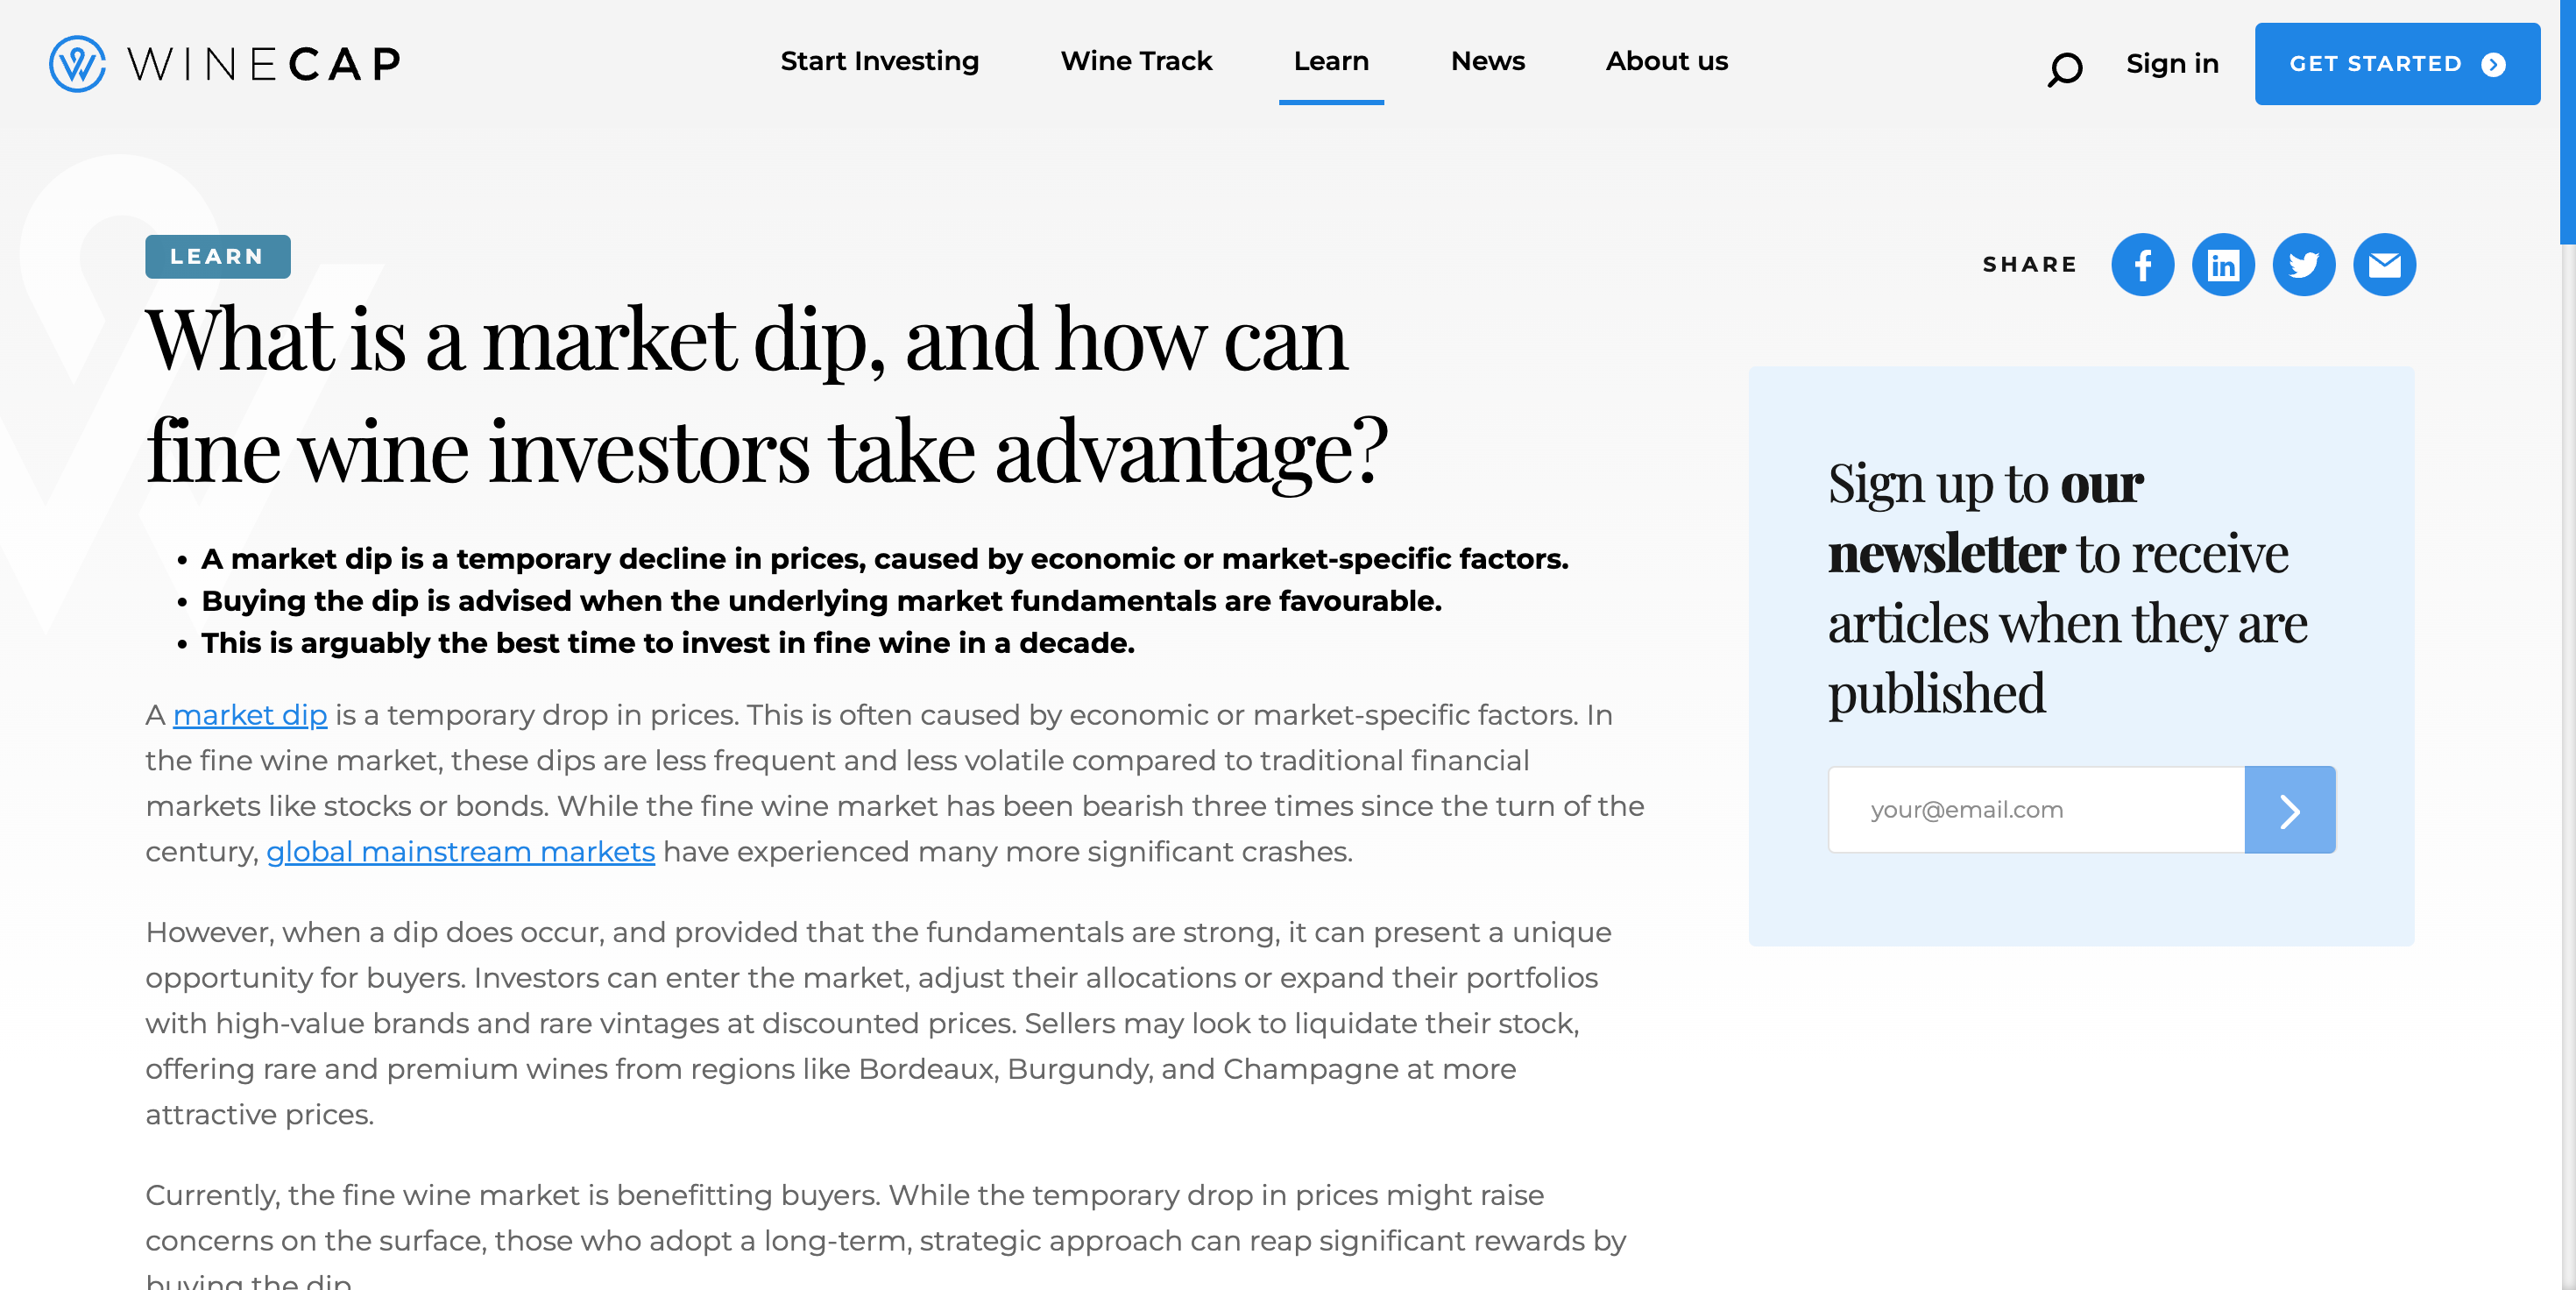 WINECAP
Start Investing
Wine Track
Learn
News
About us
Sign in
GET STARTED
LEARN
SHARE
What is a market dip, and how can
fine wine investors take advantage?
• A market dip is a temporary decline in prices, caused by economic or market-specific factors.
• Buying the dip is advised when the underlying market fundamentals are favourable.
• This is arguably the best time to invest in fine wine in a decade.
A market dip is a temporary drop in prices. This is often caused by economic or market-specific factors. In
the fine wine market, these dips are less frequent and less volatile compared to traditional financial
markets like stocks or bonds. While the fine wine market has been bearish three times since the turn of the
century, global mainstream markets have experienced many more significant crashes.
However, when a dip does occur, and provided that the fundamentals are strong, it can present a unique
opportunity for buyers. Investors can enter the market, adjust their allocations or expand their portfolios
with high-value brands and rare vintages at discounted prices. Sellers may look to liquidate their stock,
offering rare and premium wines from regions like Bordeaux, Burgundy, and Champagne at more
attractive prices.
Currently, the fine wine market is benefitting buyers. While the temporary drop in prices might raise
concerns on the surface, those who adopt a long-term, strategic approach can reap significant rewards by
buying the dip.
Sign up to our
newsletter to receive
articles when they are
published
your@email.com